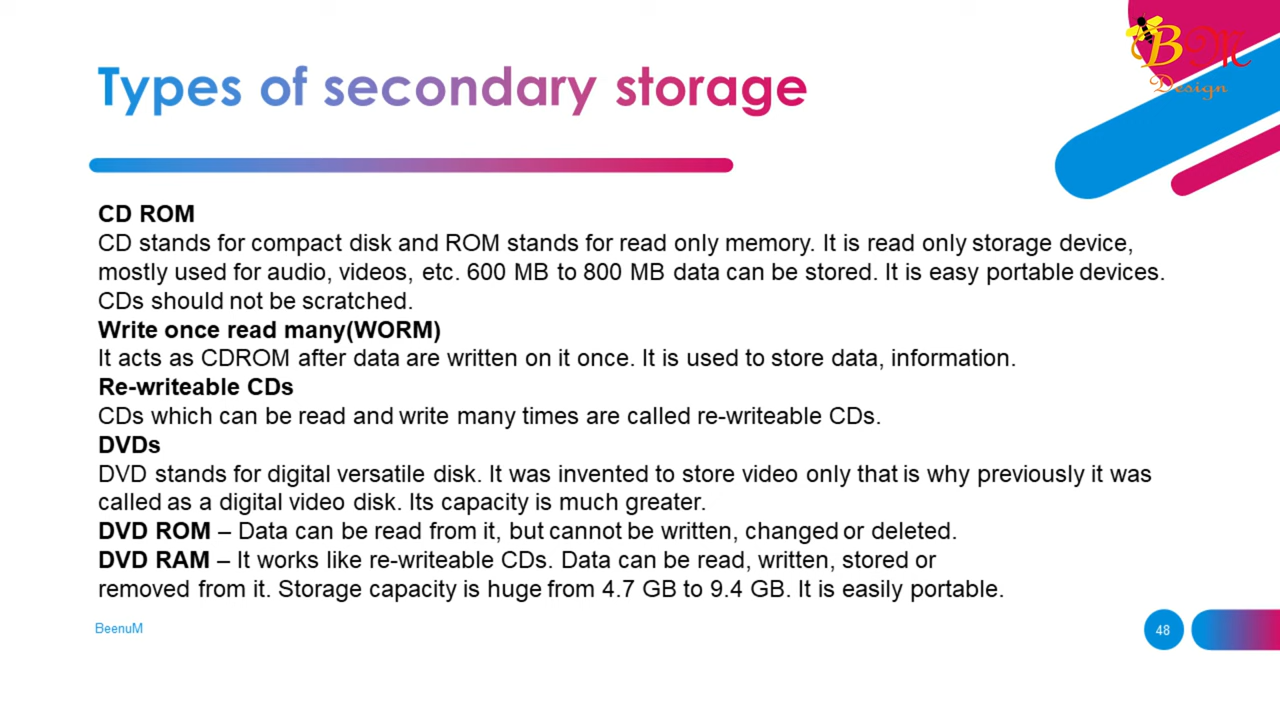 B M
Design
Types of secondary storage
CD ROM
CD stands for compact disk and ROM stands for read only memory. It is read only storage device,
mostly used for audio, videos, etc. 600 MB to 800 MB data can be stored. It is easy portable devices.
CDs should not be scratched.
Write once read many(WORM)
It acts as CDROM after data are written on it once. It is used to store data, information.
Re-writeable CDs
CDs which can be read and write many times are called re-writeable CDs.
DVDs
DVD stands for digital versatile disk. It was invented to store video only that is why previously it was
called as a digital video disk. Its capacity is much greater.
DVD ROM – Data can be read from it, but cannot be written, changed or deleted.
DVD RAM – It works like re-writeable CDs. Data can be read, written, stored or
removed from it. Storage capacity is huge from 4.7 GB to 9.4 GB. It is easily portable.
BeenuM
48